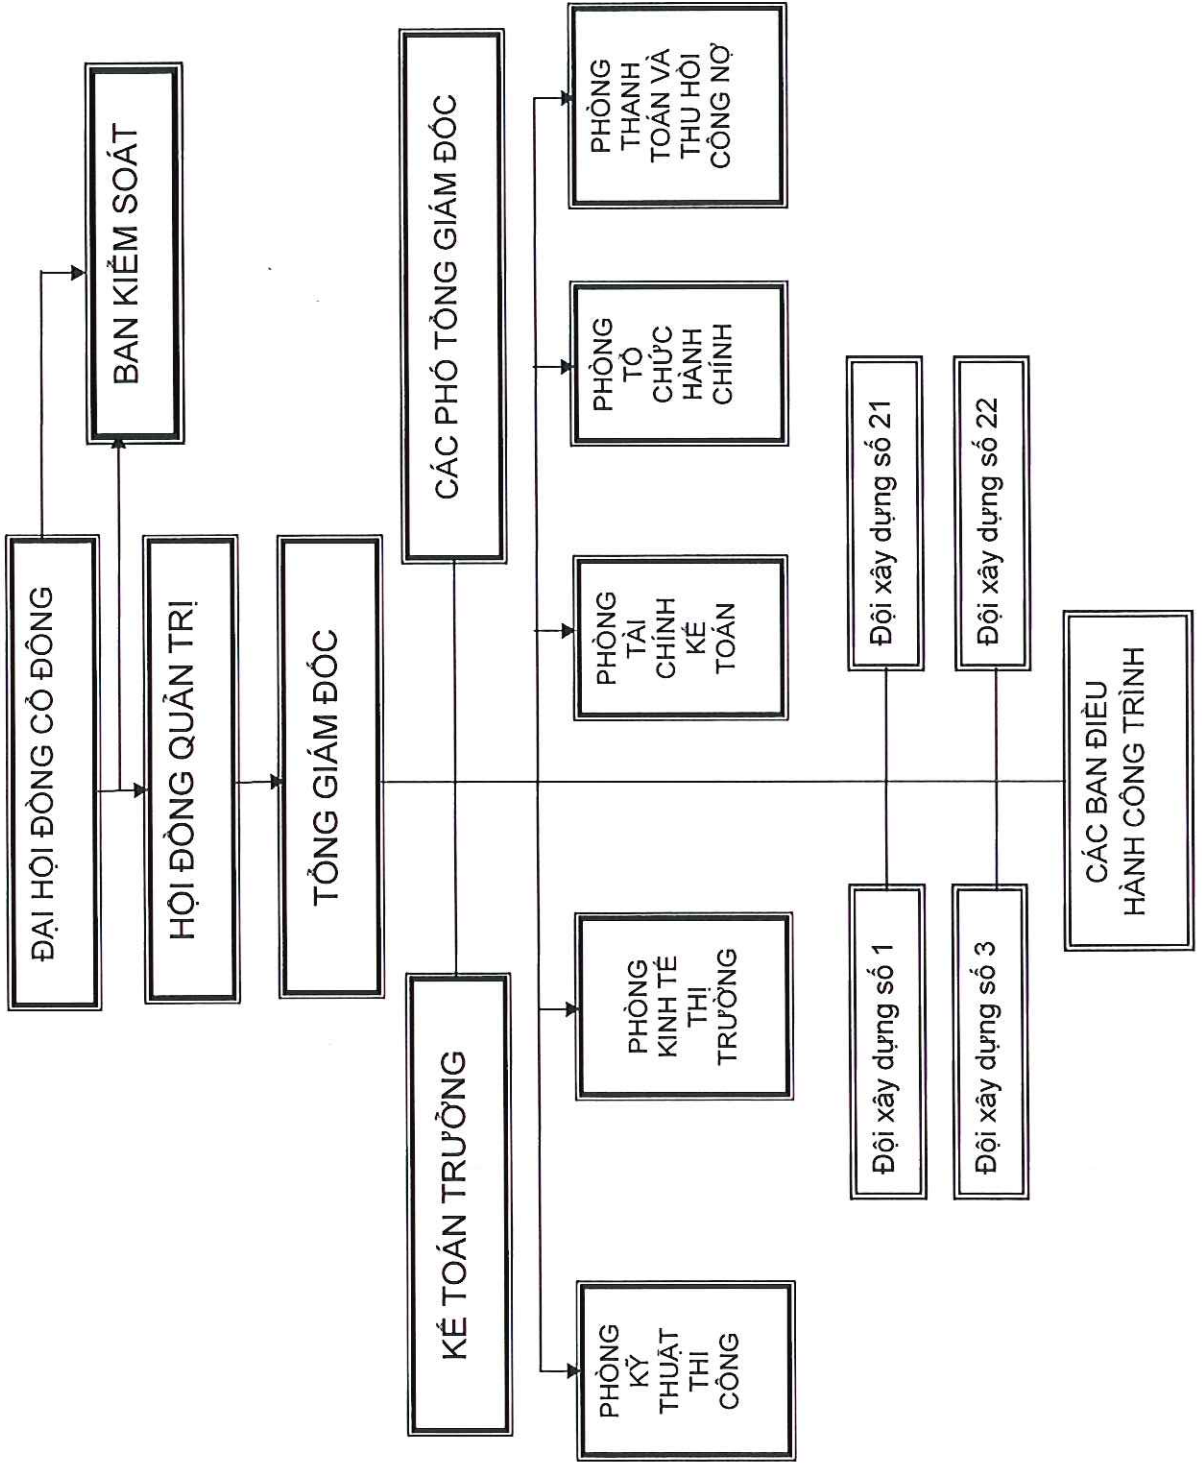 ĐẠI HỘI ĐỒNG CỔ ĐÔNG
BAN KIỂM SOÁT
HỘI ĐỒNG QUẢN TRỊ
TỔNG GIÁM ĐỐC
KẾ TOÁN TRƯỞNG
CÁC PHÓ TỔNG GIÁM ĐỐC
PHÒNG
KỸ
THUẬT
THI
CÔNG
PHÒNG
KINH TẾ
THỊ
TRƯỜNG
PHÒNG
TÀI
CHÍNH
KẾ
TOÁN
PHÒNG
TỔ
CHỨC
HÀNH
CHÍNH
PHÒNG
THANH
TOÁN VÀ
THU HỒI
CÔNG NỢ
Đội xây dựng số 1
Đội xây dựng số 21
Đội xây dựng số 3
Đội xây dựng số 22
CÁC BAN ĐIỀU
HÀNH CÔNG TRÌNH